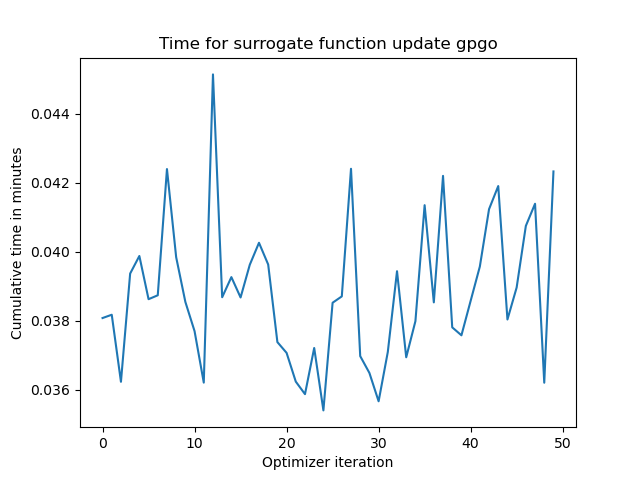 Time for surrogate function update gpgo
Cumulative time in minutes
0.044
0.042
0.040
0.038
0.036
0 10 20 30 40 50
Optimizer iteration